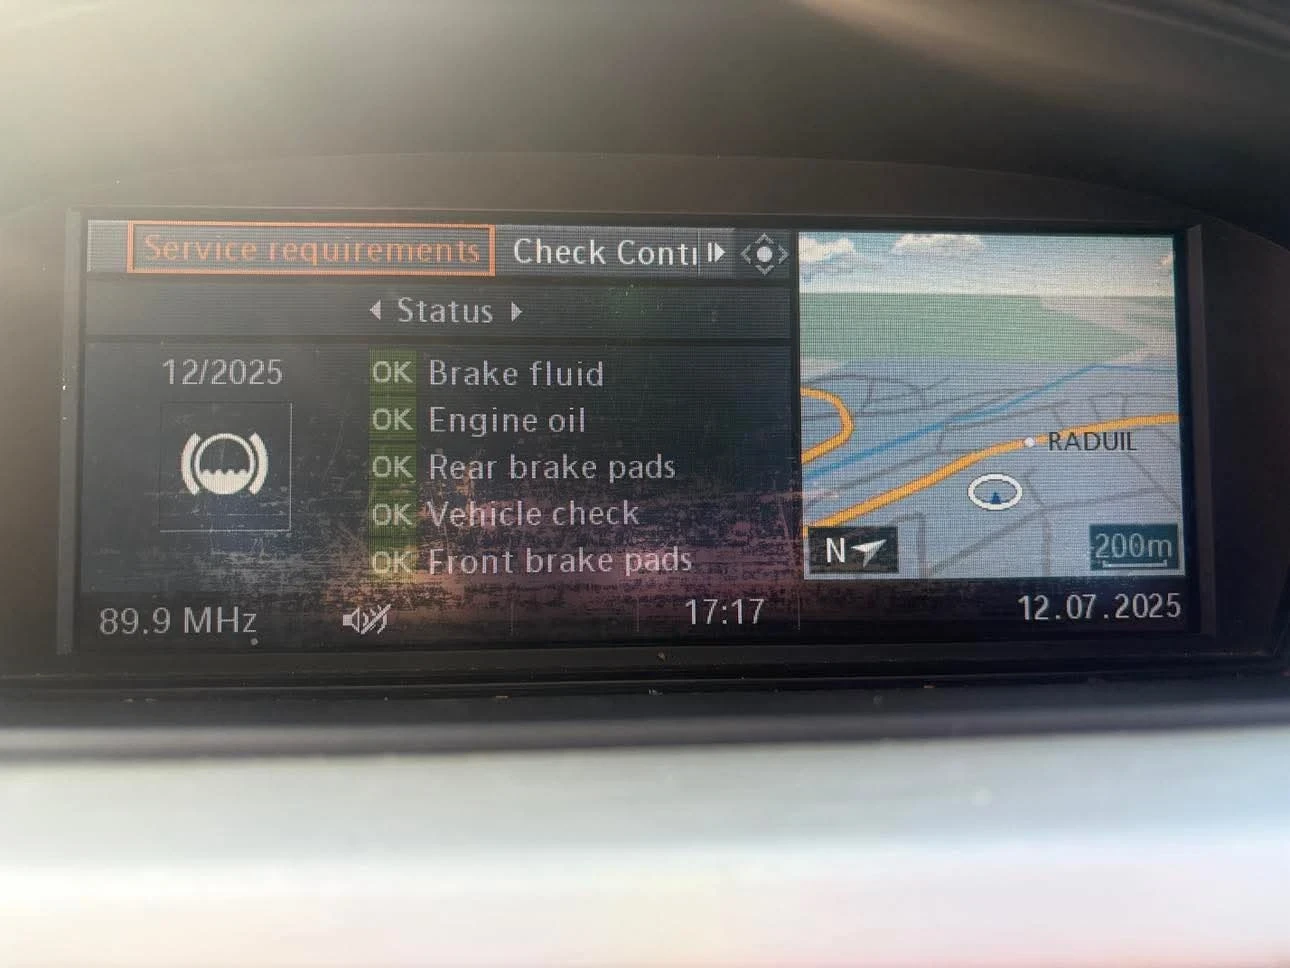 Service requirements Check Contr
Status
12/2025
OK Brake fluid
OK Engine oil
OK Rear brake pads
OK Vehicle check
OK Front brake pads
RADUIL
N
200m
89.9 MHz 17:17 12.07.2025